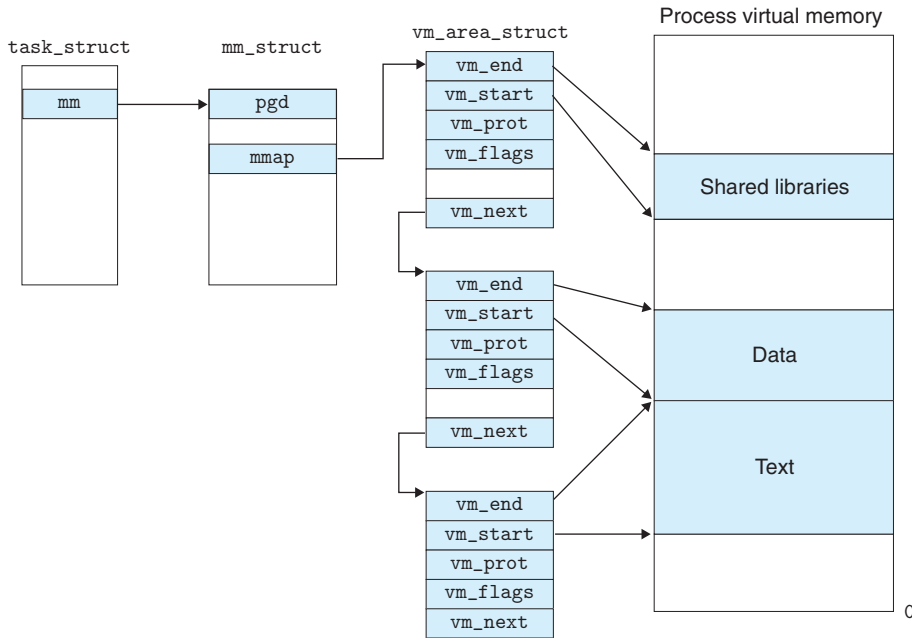 task_struct
mm
mm_struct
pgd
mmap
vm_area_struct
vm_end
vm_start
vm_prot
vm_flags
vm_next
vm_end
vm_start
vm_prot
vm_flags
vm_next
vm_end
vm_start
vm_prot
vm_flags
vm_next
Process virtual memory
Shared libraries
Data
Text
0